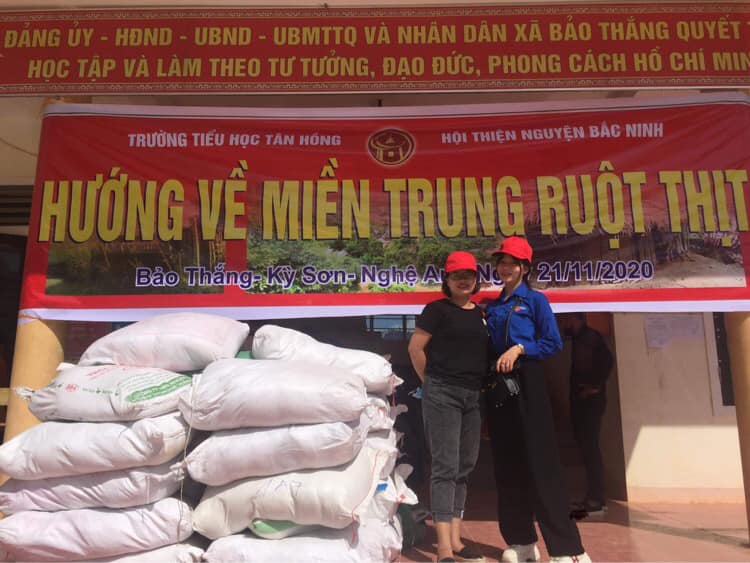 ĐẢNG ỦY - HĐND - UBND - UBMTTQ VÀ NHÂN DÂN XÃ BẢO THẮNG QUYẾT
HỌC TẬP VÀ LÀM THEO TƯ TƯỞNG, ĐẠO ĐỨC, PHONG CÁCH HỒ CHÍ MIN
TRƯỜNG TIỂU HỌC TÂN HỒNG
HỘI THIỆN NGUYỆN BẮC NINH
HƯỚNG VỀ MIỀN TRUNG RUỘT THỊT
Bảo Thắng- Kỳ Sơn- Nghệ A 21/11/2020